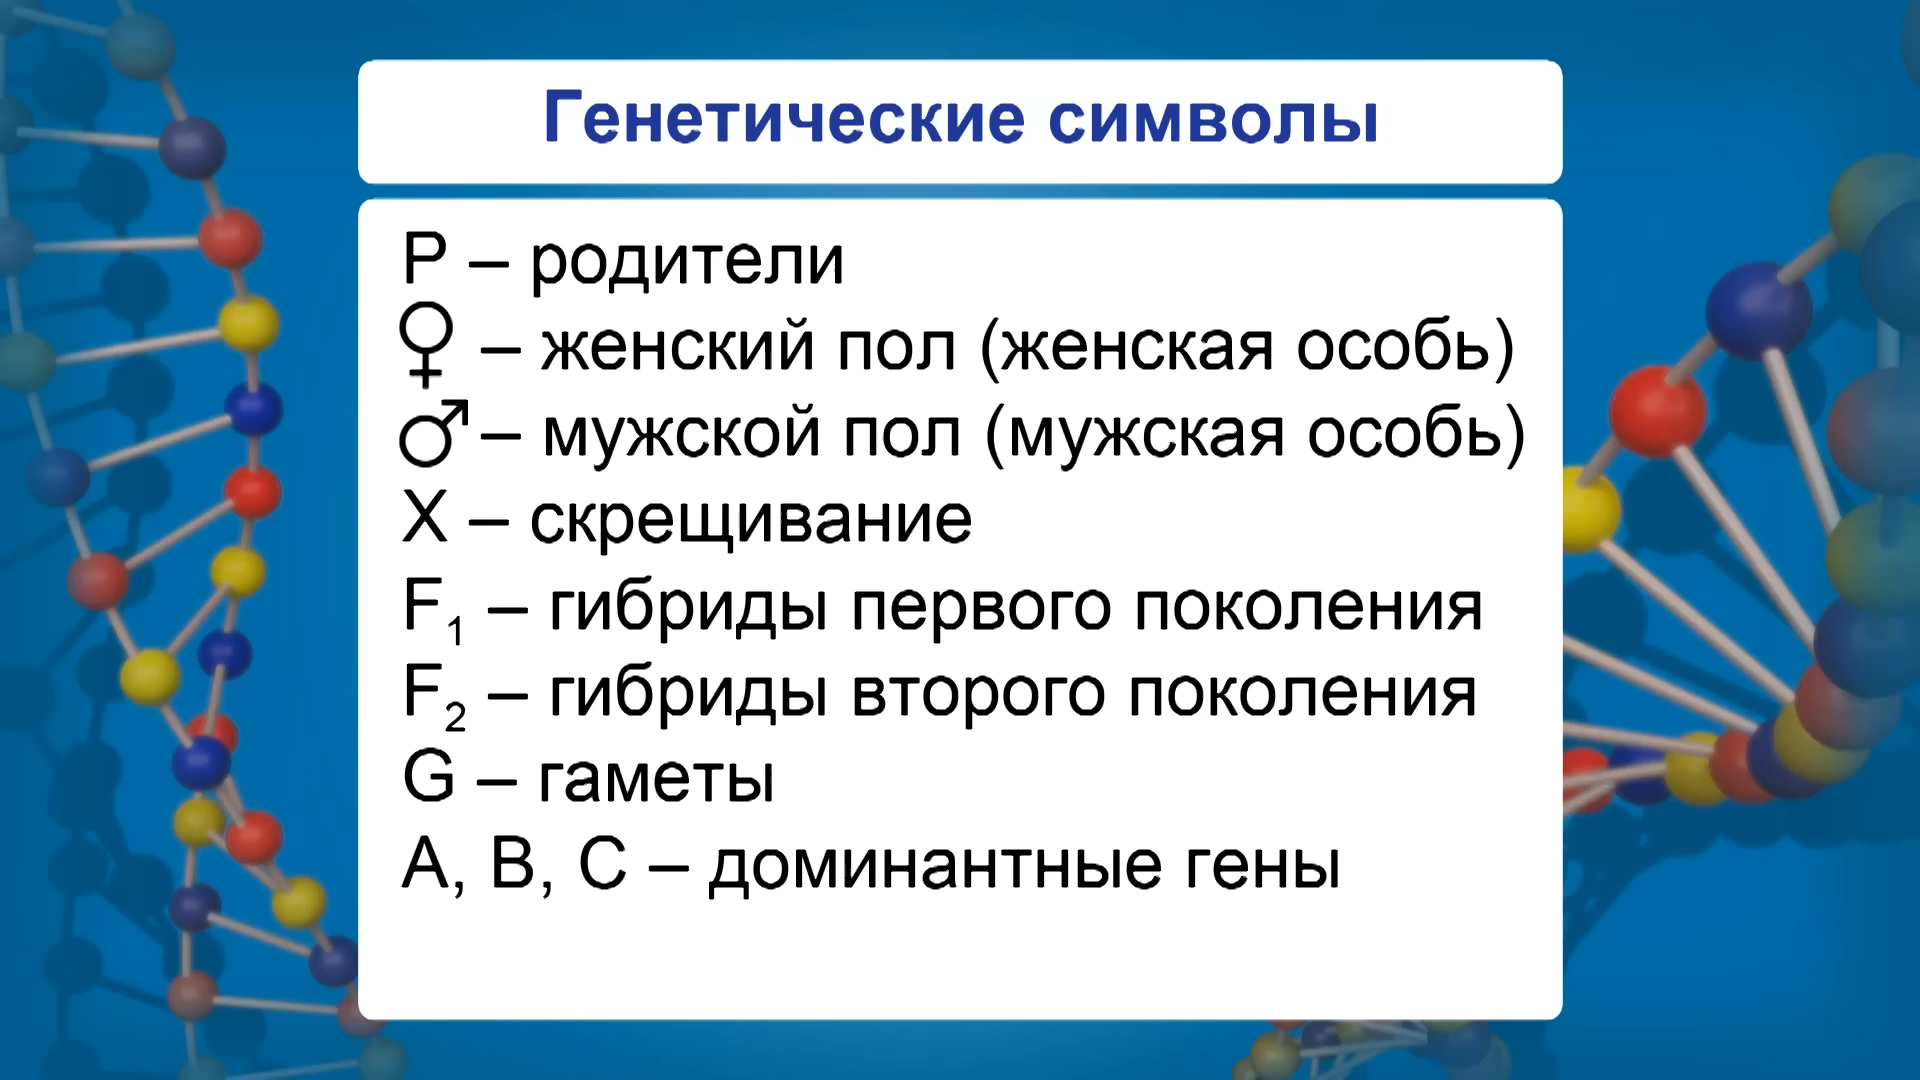 Генетические символы
P – родители
♀ – женский пол (женская особь)
♂ – мужской пол (мужская особь)
X – скрещивание
F₁ – гибриды первого поколения
F₂ – гибриды второго поколения
G – гаметы
A, B, C – доминантные гены